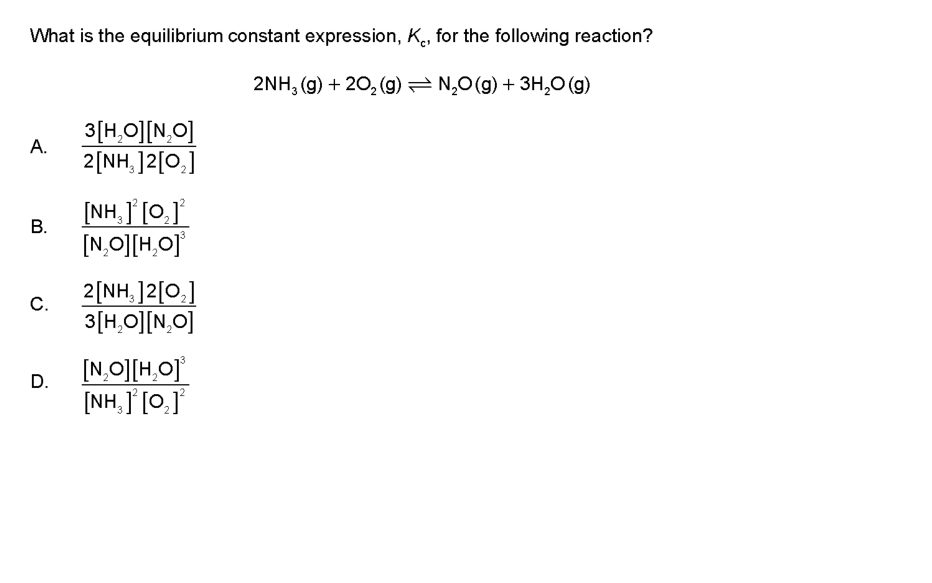 What is the equilibrium constant expression, Kc, for the following reaction?
2NH₃ (g) + 2O₂ (g) ⇌ N₂O (g) + 3H₂O (g)
A.
3[H₂O][N₂O]
2[NH₃]2[O₂]
B.
[NH₃]² [O₂]²
[N₂O][H₂O]³
C.
2[NH₃]2[O₂]
3[H₂O][N₂O]
D.
[N₂O][H₂O]³
[NH₃]² [O₂]²